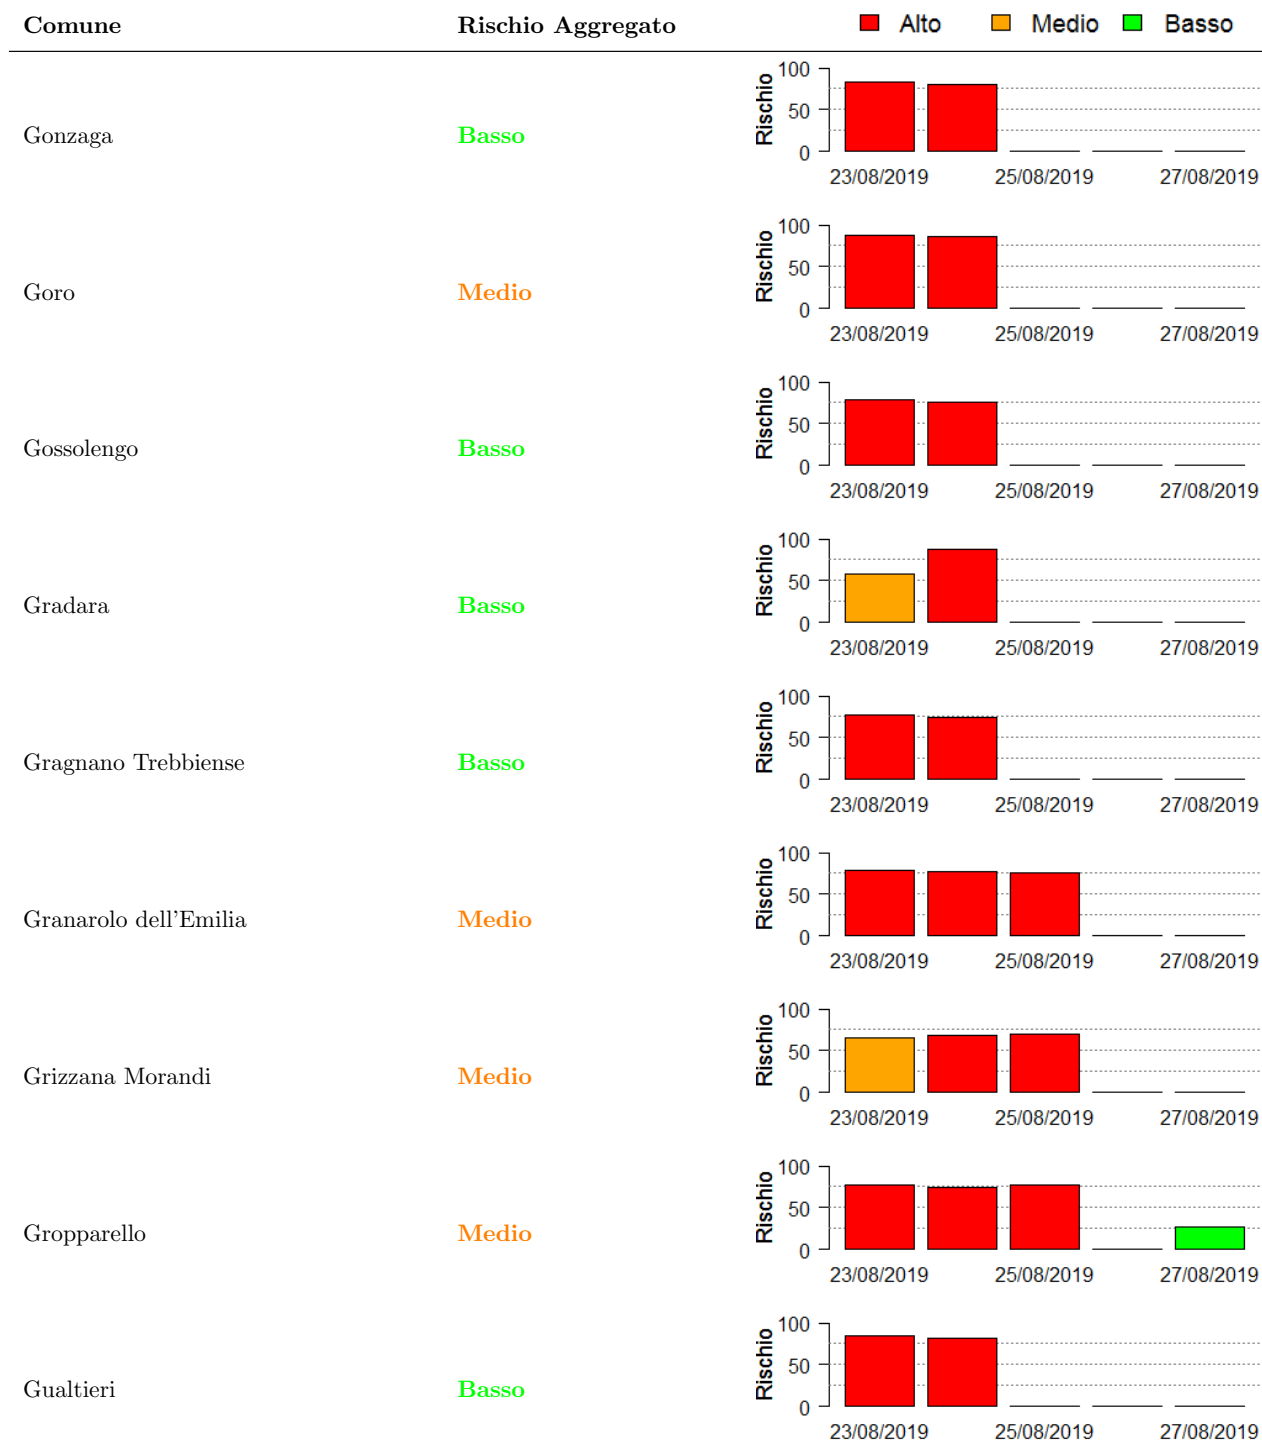 Comune Rischio Aggregato Alto Medio Basso
Gonzaga Basso Rischio 100 50 0
23/08/2019 25/08/2019 27/08/2019
Goro Medio Rischio 100 50 0
23/08/2019 25/08/2019 27/08/2019
Gossolengo Basso Rischio 100 50 0
23/08/2019 25/08/2019 27/08/2019
Gradara Basso Rischio 100 50 0
23/08/2019 25/08/2019 27/08/2019
Gragnano Trebbiense Basso Rischio 100 50 0
23/08/2019 25/08/2019 27/08/2019
Granarolo dell'Emilia Medio Rischio 100 50 0
23/08/2019 25/08/2019 27/08/2019
Grizzana Morandi Medio Rischio 100 50 0
23/08/2019 25/08/2019 27/08/2019
Gropparello Medio Rischio 100 50 0
23/08/2019 25/08/2019 27/08/2019
Gualtieri Basso Rischio 100 50 0
23/08/2019 25/08/2019 27/08/2019